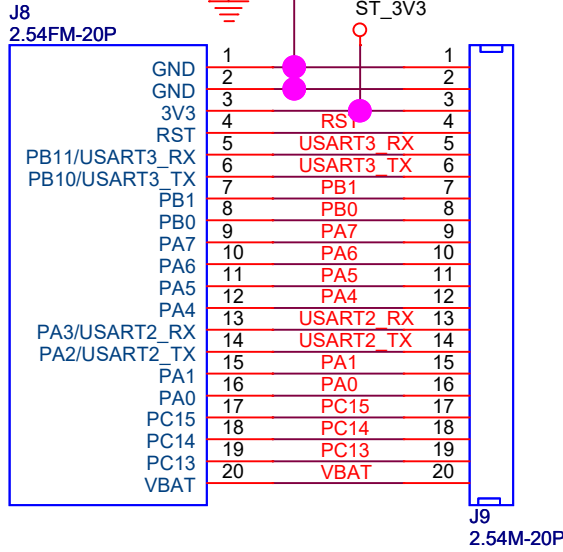 J8
2.54FM-20P
ST_3V3
GND 1 1
GND 2 2
3V3 3 3
RST 4 RST 4
PB11/USART3_RX 5 USART3_RX 5
PB10/USART3_TX 6 USART3_TX 6
PB1 7 PB1 7
PB0 8 PB0 8
PA7 9 PA7 9
PA6 10 PA6 10
PA5 11 PA5 11
PA4 12 PA4 12
PA3/USART2_RX 13 USART2_RX 13
PA2/USART2_TX 14 USART2_TX 14
PA1 15 PA1 15
PA0 16 PA0 16
PC15 17 PC15 17
PC14 18 PC14 18
PC13 19 PC13 19
VBAT 20 VBAT 20
J9
2.54M-20P